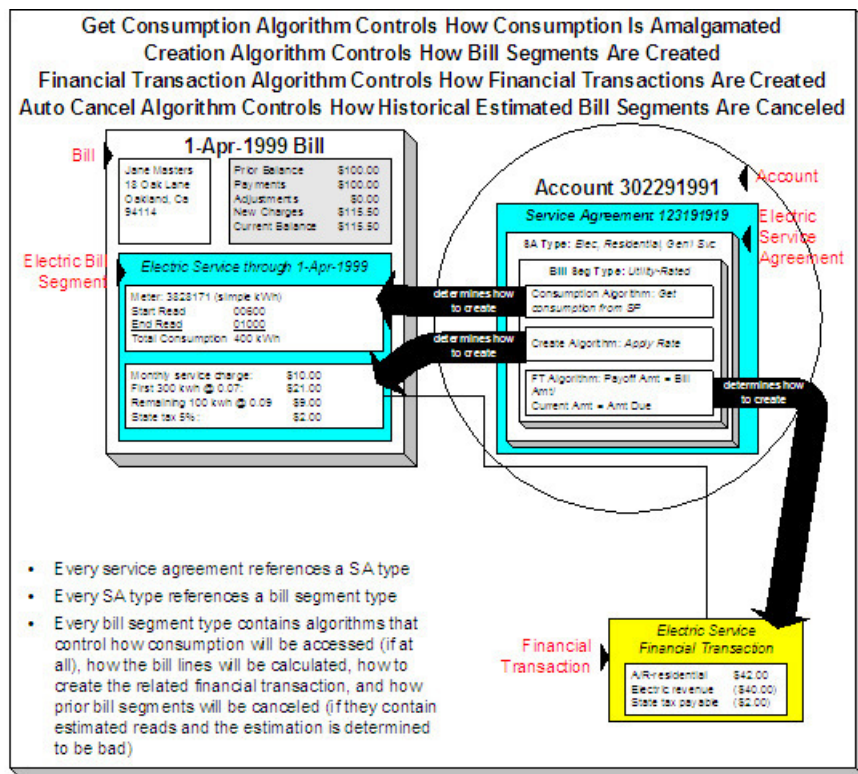 Get Consumption Algorithm Controls How Consumption Is Amalgamated
Creation Algorithm Controls How Bill Segments Are Created
Financial Transaction Algorithm Controls How Financial Transactions Are Created
Auto Cancel Algorithm Controls How Historical Estimated Bill Segments Are Canceled
Bill
1-Apr-1999 Bill
Jane Masters
18 Oak Lane
Oakland, Ca
94114
Prior Balance $100.00
Payments $100.00
Adjustments $0.00
New Charges $115.50
Current Balance $115.50
Electric Bill
Segment
Electric Service through 1-Apr-1999
Meter: 3828171 (simple kWh)
Start Read 00600
End Read 01000
Total Consumption 400 kWh
Monthly service charge: $10.00
First 300 kwh @ 0.07: $21.00
Remaining 100 kwh @ 0.09 $9.00
State tax 5%: $2.00
Account
Account 302291991
Electric
Service
Agreement
Service Agreement 123191919
SA Type: Elec, Residential, Gen'l Svc
Bill Seg Type: Utility-Rated
determines how
to create
Consumption Algorithm: Get
consumption from SP
determines how
to create
Create Algorithm: Apply Rate
FT Algorithm: Payoff Amt = Bill
Amt/
Current Amt = Amt Due
determines how
to create
• Every service agreement references a SA type
• Every SA type references a bill segment type
• Every bill segment type contains algorithms that
control how consumption will be accessed (if at
all), how the bill lines will be calculated, how to
create the related financial transaction, and how
prior bill segments will be canceled (if they contain
estimated reads and the estimation is determined
to be bad)
Financial
Transaction
Electric Service
Financial Transaction
A/R-residential $42.00
Electric revenue ($40.00)
State tax payable ($2.00)